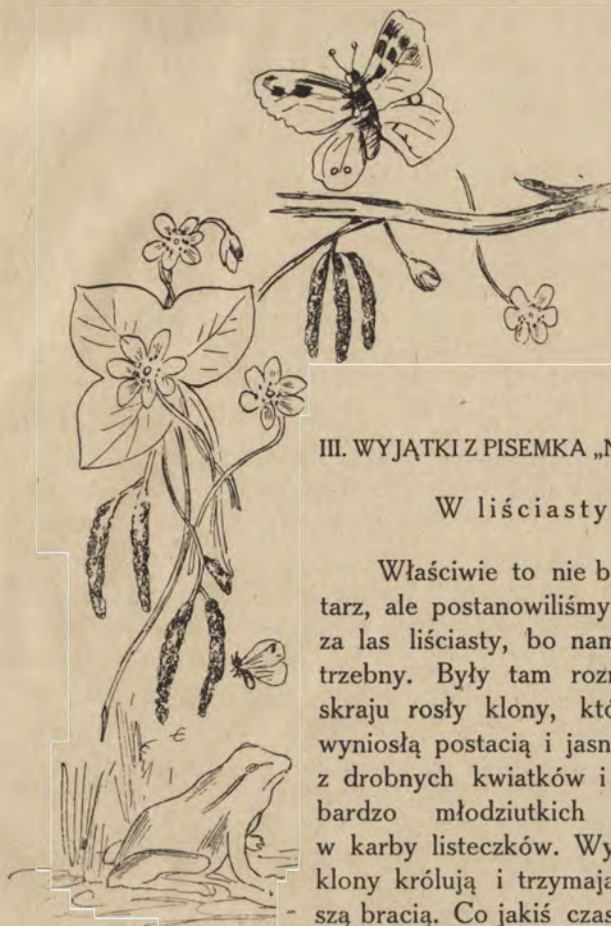 III. WYJĄTKI Z PISEMKA „N
W liściasty
Właściwie to nie b
tarz, ale postanowiliśmy
za las liściasty, bo nam
trzebny. Były tam rozm
skraju rosły klony, któ
wyniosłą postacią i jasn
z drobnych kwiatków i
bardzo młodziutkich
w karby listeczków. Wy
klony królują i trzymają
szą bracią. Co jakiś czas